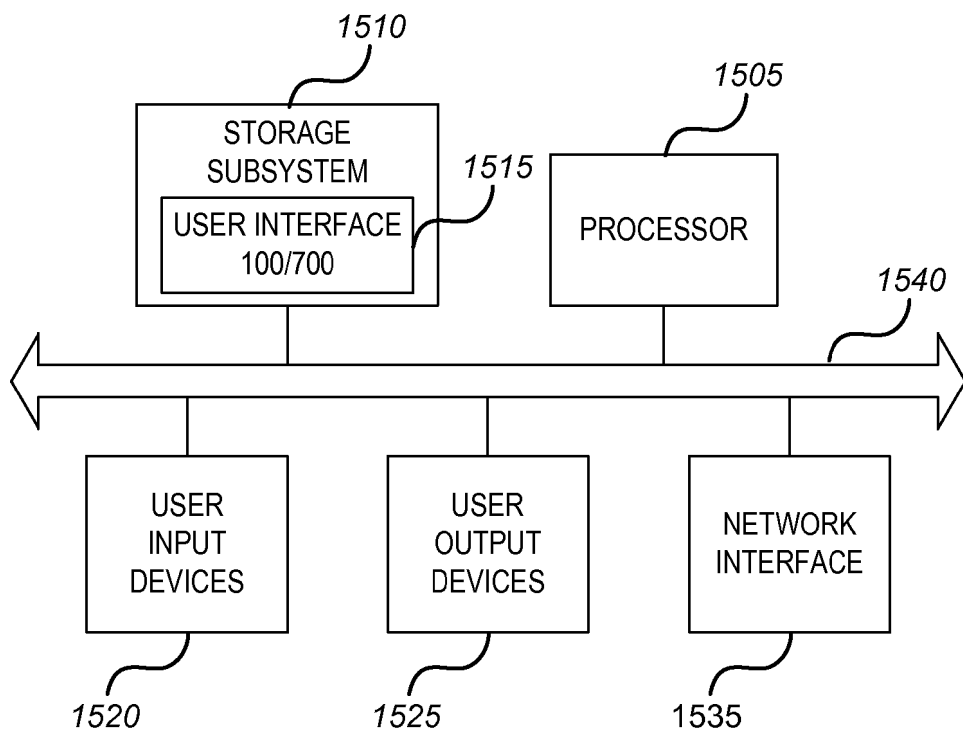 1510
STORAGE
SUBSYSTEM
1515
USER INTERFACE
100/700
1505
PROCESSOR
1540
USER
INPUT
DEVICES
USER
OUTPUT
DEVICES
NETWORK
INTERFACE
1520
1525
1535